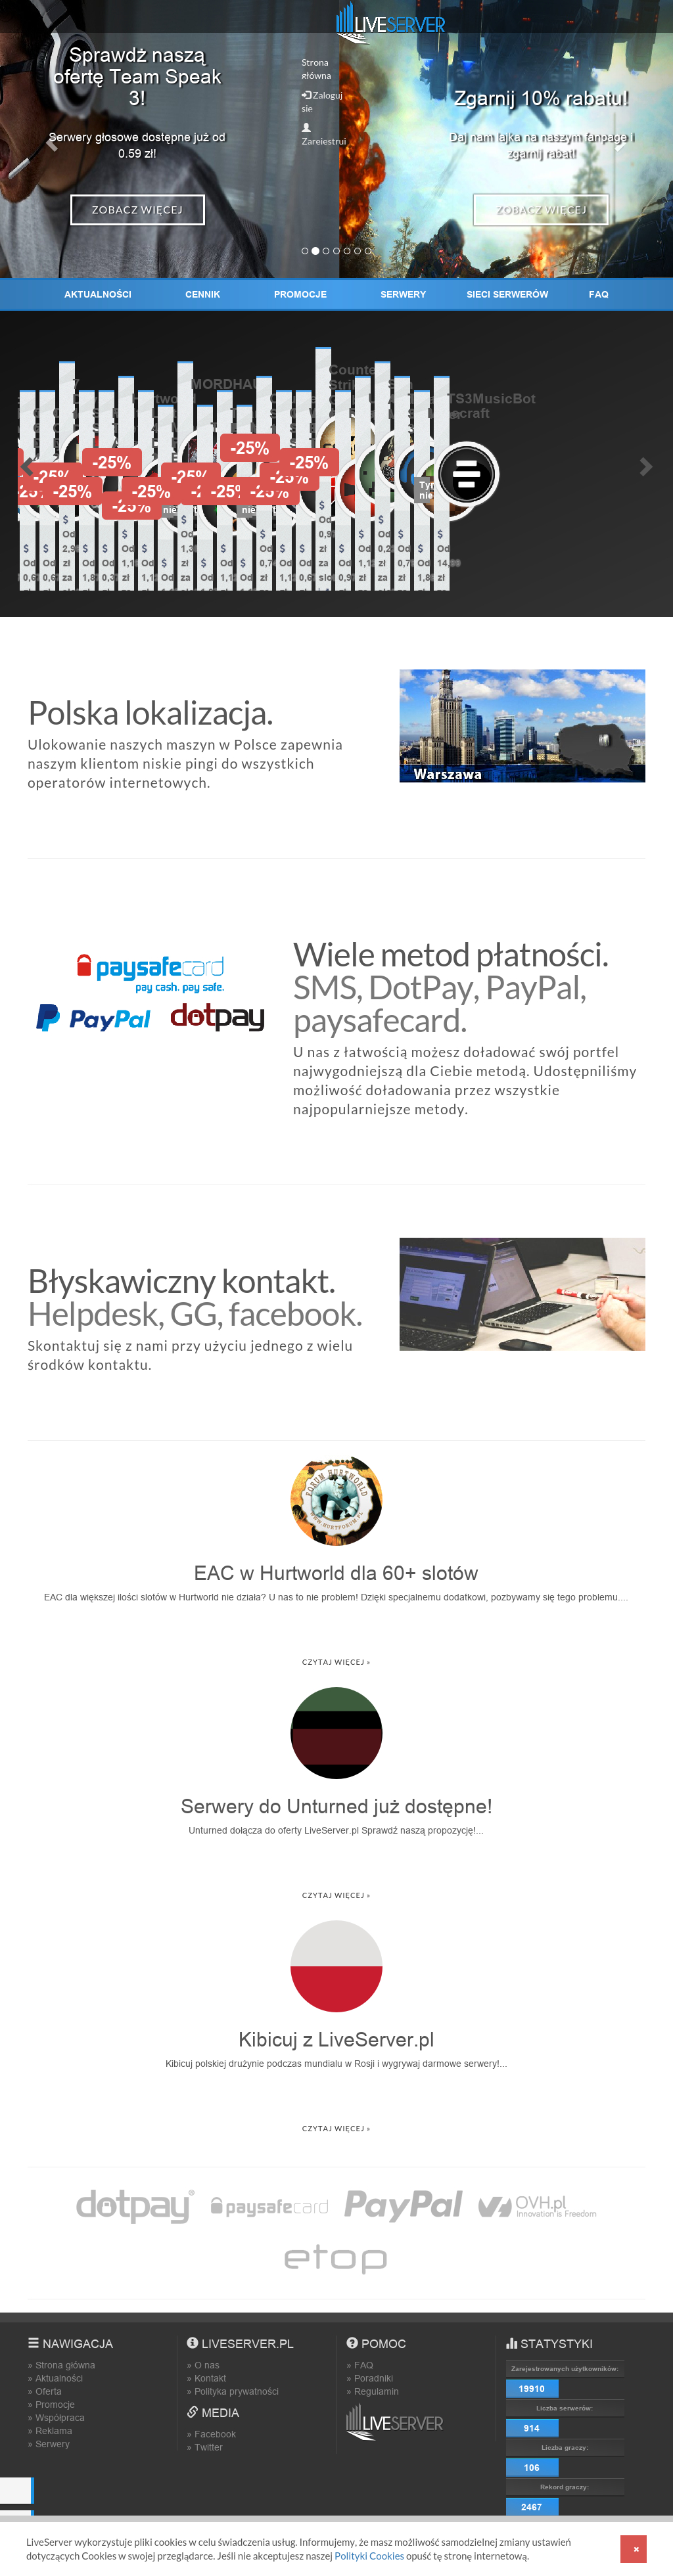 LIVESERVER
Sprawdź naszą
ofertę Team Speak
3!
Serwery głosowe dostępne już od
0.59 zł!
ZOBACZ WIĘCEJ
Strona
główna
Zaloguj
się
Zarejestruj
Zgarnij 10% rabatu!
Daj nam lajka na naszym fanpage i
zgarnij rabat!
ZOBACZ WIĘCEJ
AKTUALNOŚCI
CENNIK
PROMOCJE
SERWERY
SIECI SERWERÓW
FAQ
TS3MusicBot
-25%
-25%
-25%
-25%
-25%
-25%
Polska lokalizacja.
Ulokowanie naszych maszyn w Polsce zapewnia
naszym klientom niskie pingi do wszystkich
operatorów internetowych.
Warszawa
paysafecard
pay cash. pay safe.
PayPal
dotpay
Wiele metod płatności.
SMS, DotPay, PayPal,
paysafecard.
U nas z łatwością możesz doładować swój portfel
najwygodniejszą dla Ciebie metodą. Udostępniliśmy
możliwość doładowania przez wszystkie
najpopularniejsze metody.
Błyskawiczny kontakt.
Helpdesk, GG, facebook.
Skontaktuj się z nami przy użyciu jednego z wielu
środków kontaktu.
FORUM HURTWORLD
EAC w Hurtworld dla 60+ slotów
EAC dla większej ilości slotów w Hurtworld nie działa? U nas to nie problem! Dzięki specjalnemu dodatkowi, pozbywamy się tego problemu....
CZYTAJ WIĘCEJ »
Serwery do Unturned już dostępne!
Unturned dołącza do oferty LiveServer.pl Sprawdź naszą propozycję!...
CZYTAJ WIĘCEJ »
Kibicuj z LiveServer.pl
Kibicuj polskiej drużynie podczas mundialu w Rosji i wygrywaj darmowe serwery!...
CZYTAJ WIĘCEJ »
dotpay®
paysafecard
PayPal
OVH.pl
Innovation is Freedom
etop
NAWIGACJA
» Strona główna
» Aktualności
» Oferta
» Promocje
» Współpraca
» Reklama
» Serwery
LIVESERVER.PL
» O nas
» Kontakt
» Polityka prywatności
MEDIA
» Facebook
» Twitter
POMOC
» FAQ
» Poradniki
» Regulamin
LIVESERVER
STATYSTYKI
Zarejestrowanych użytkowników:
19910
Liczba serwerów:
914
Liczba graczy:
106
Rekord graczy:
2467
LiveServer wykorzystuje pliki cookies w celu świadczenia usług. Informujemy, że masz możliwość samodzielnej zmiany ustawień
dotyczących Cookies w swojej przeglądarce. Jeśli nie akceptujesz naszej Polityki Cookies opuść tę stronę internetową.